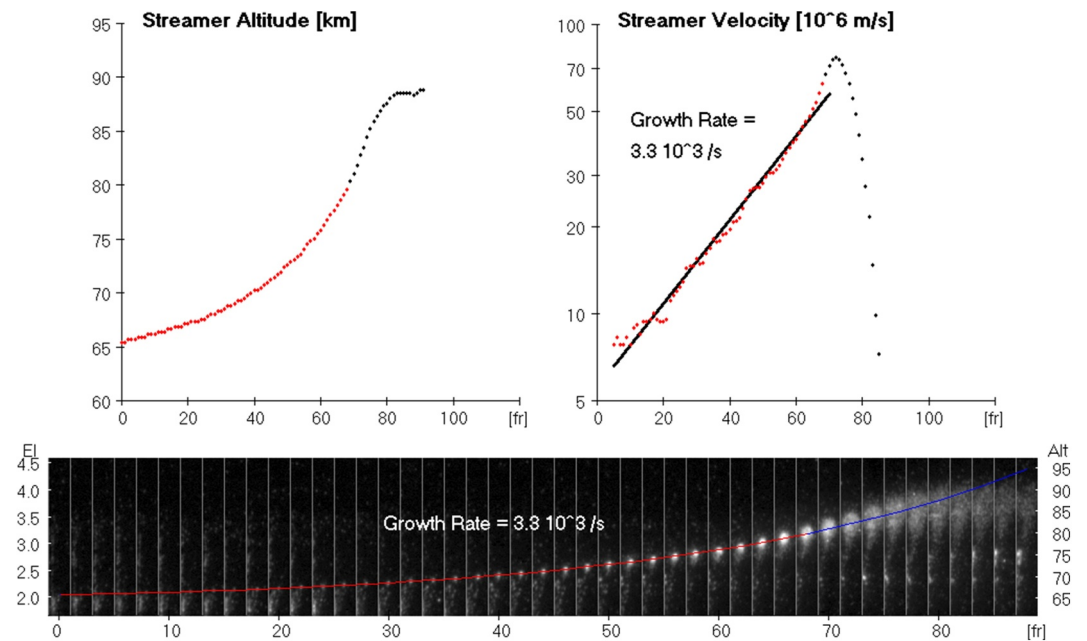 Streamer Altitude [km]
95
90
85
80
75
70
65
60
0 20 40 60 80 100 [fr]
Streamer Velocity [10^6 m/s]
100
70
50
30
20
10
5
Growth Rate =
3.3 10^3 /s
0 20 40 60 80 100 [fr]
El
4.5
4.0
3.5
3.0
2.5
2.0
Growth Rate = 3.3 10^3 /s
Alt
95
90
85
80
75
70
65
0 10 20 30 40 50 60 70 80 [fr]